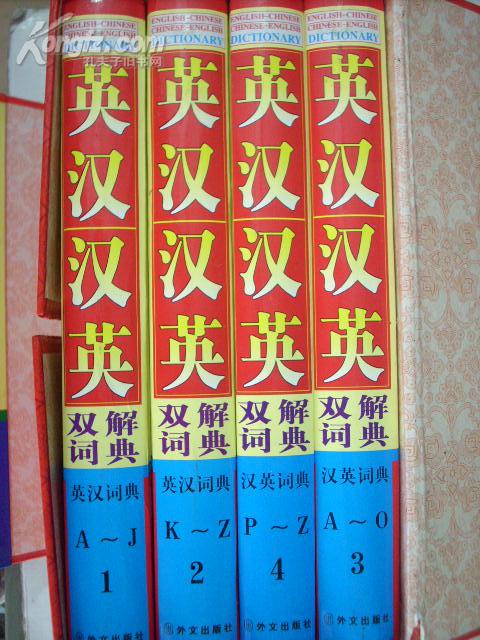 Kongfz.com
孔夫子旧书网
ENGLISH-CHINESE
CHINESE-ENGLISH
英汉汉英
双解
词典
英汉词典
A～J
1
ENGLISH-CHINESE
CHINESE-ENGLISH
DICTIONARY
英汉汉英
双解
词典
英汉词典
K～Z
2
外文出版社
ENGLISH-CHINESE
CHINESE-ENGLISH
DICTIONARY
英汉汉英
双解
词典
汉英词典
P～Z
4
外文出版社
ENGLISH-CHINESE
CHINESE-ENGLISH
DICTIONARY
英汉汉英
双解
词典
汉英词典
A～O
3
外文出版社